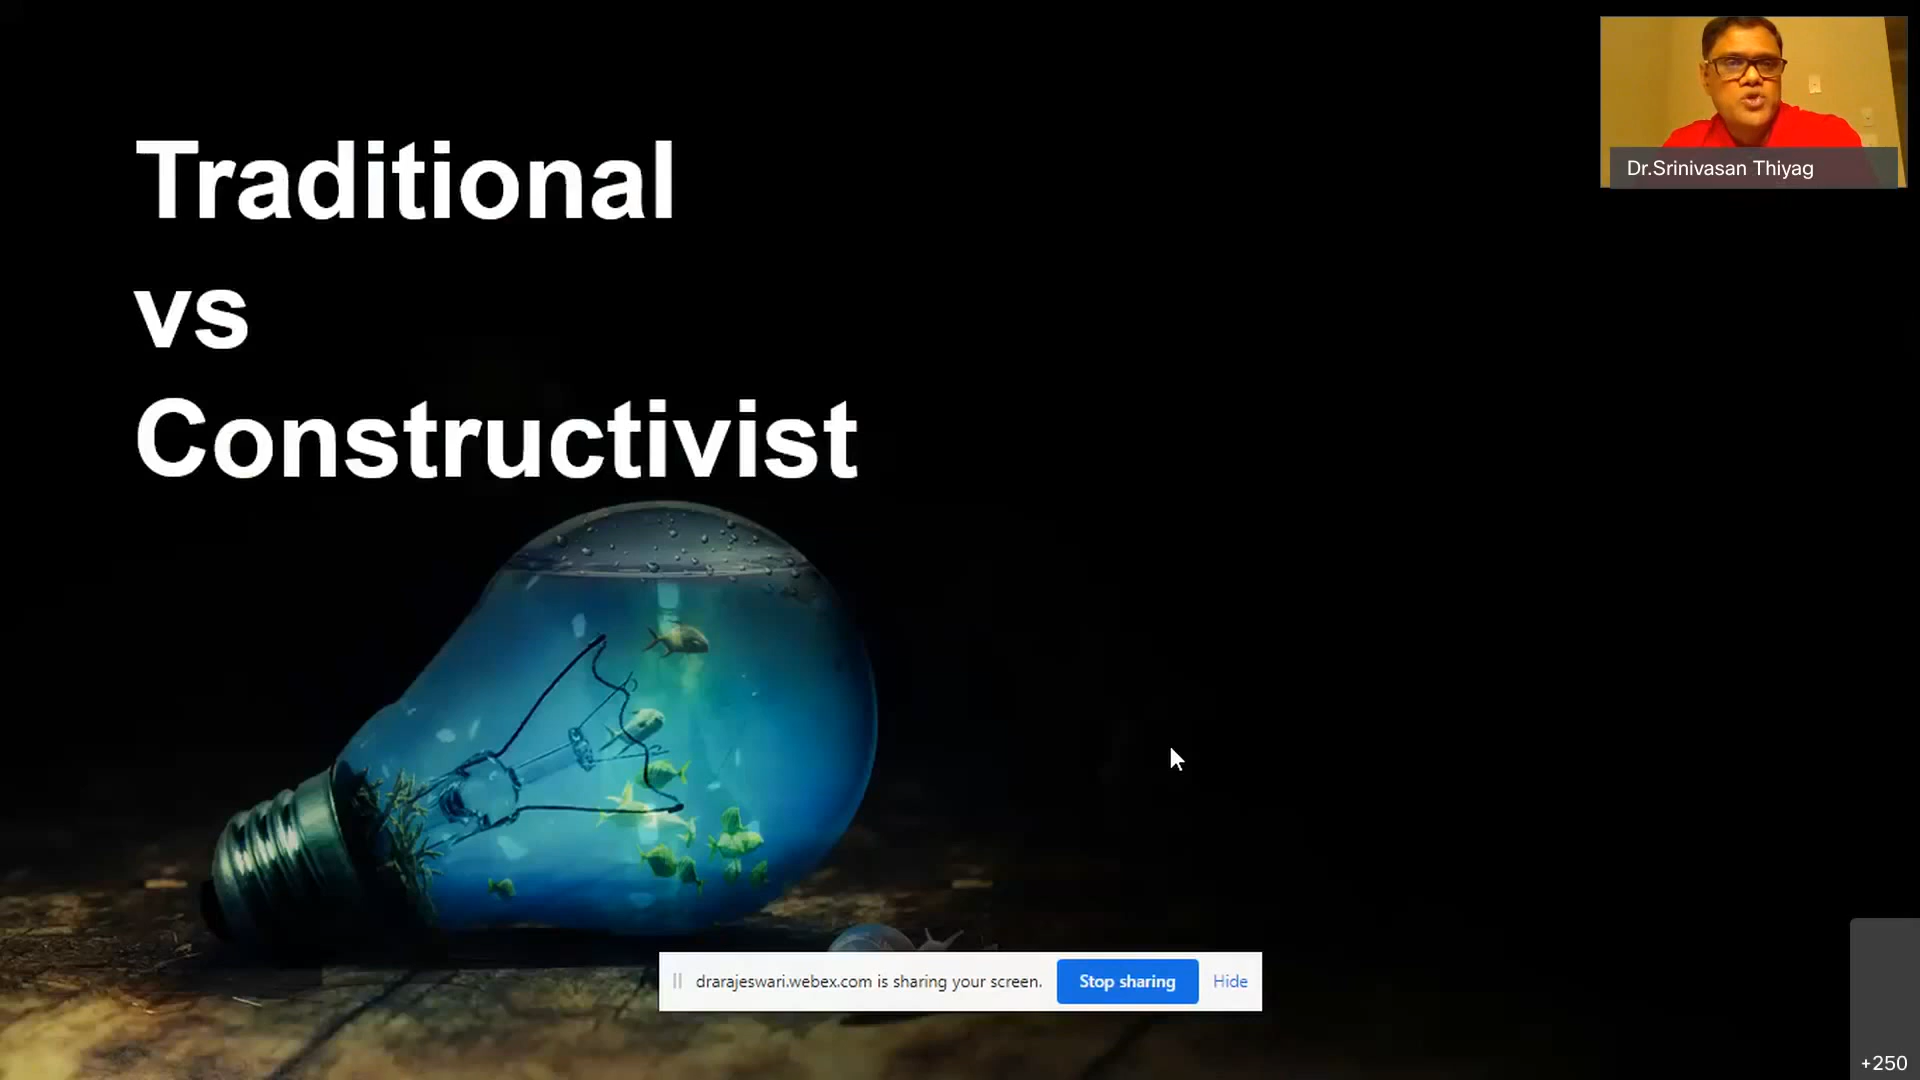 Traditional
vs
Constructivist
Dr.Srinivasan Thiyag
drarajeswari.webex.com is sharing your screen.
Stop sharing
Hide
+250